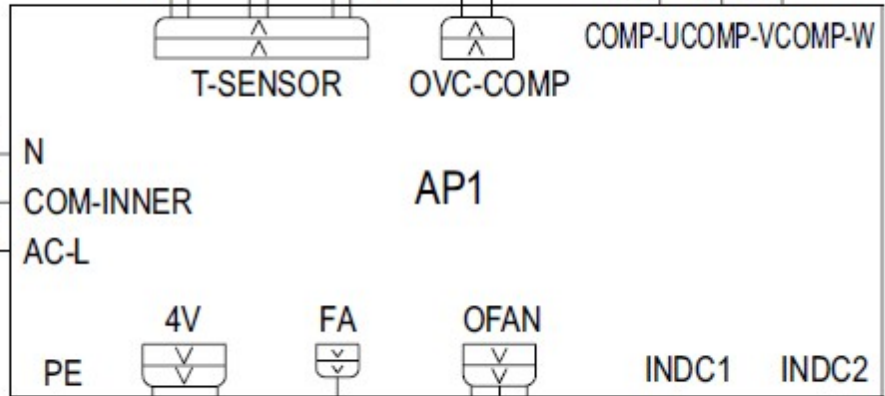 COMP-UCOMP-VCOMP-W
T-SENSOR OVC-COMP
N
AP1
COM-INNER
AC-L
4V FA OFAN
PE INDC1 INDC2